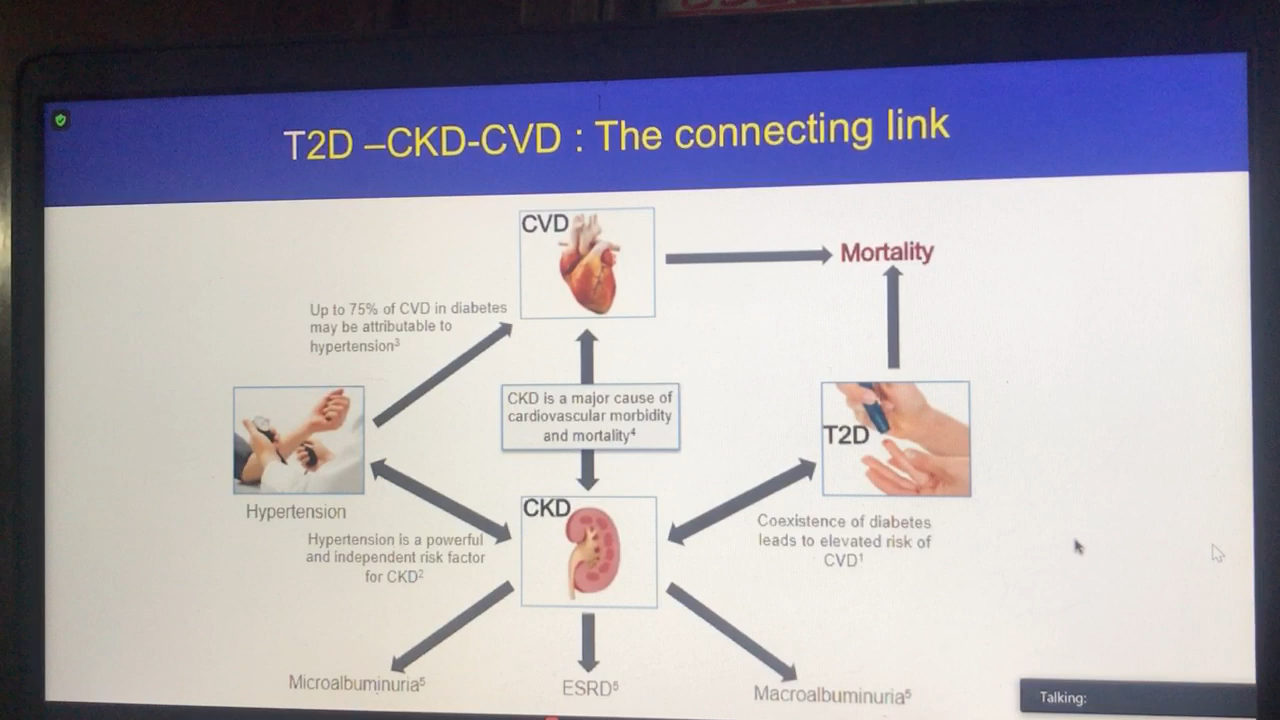 T2D –CKD-CVD : The connecting link
CVD
Mortality
Up to 75% of CVD in diabetes
may be attributable to
hypertension³
CKD is a major cause of
cardiovascular morbidity
and mortality⁴
T2D
Hypertension
CKD
Coexistence of diabetes
leads to elevated risk of
CVD¹
Hypertension is a powerful
and independent risk factor
for CKD²
Microalbuminuria⁵
ESRD⁵
Macroalbuminuria⁵
Talking: